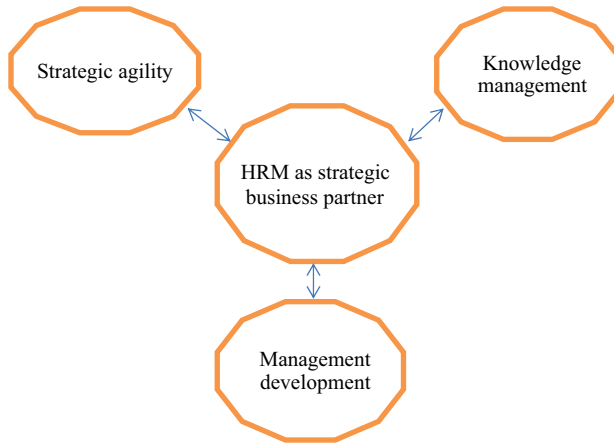 Strategic agility
Knowledge
management
HRM as strategic
business partner
Management
development